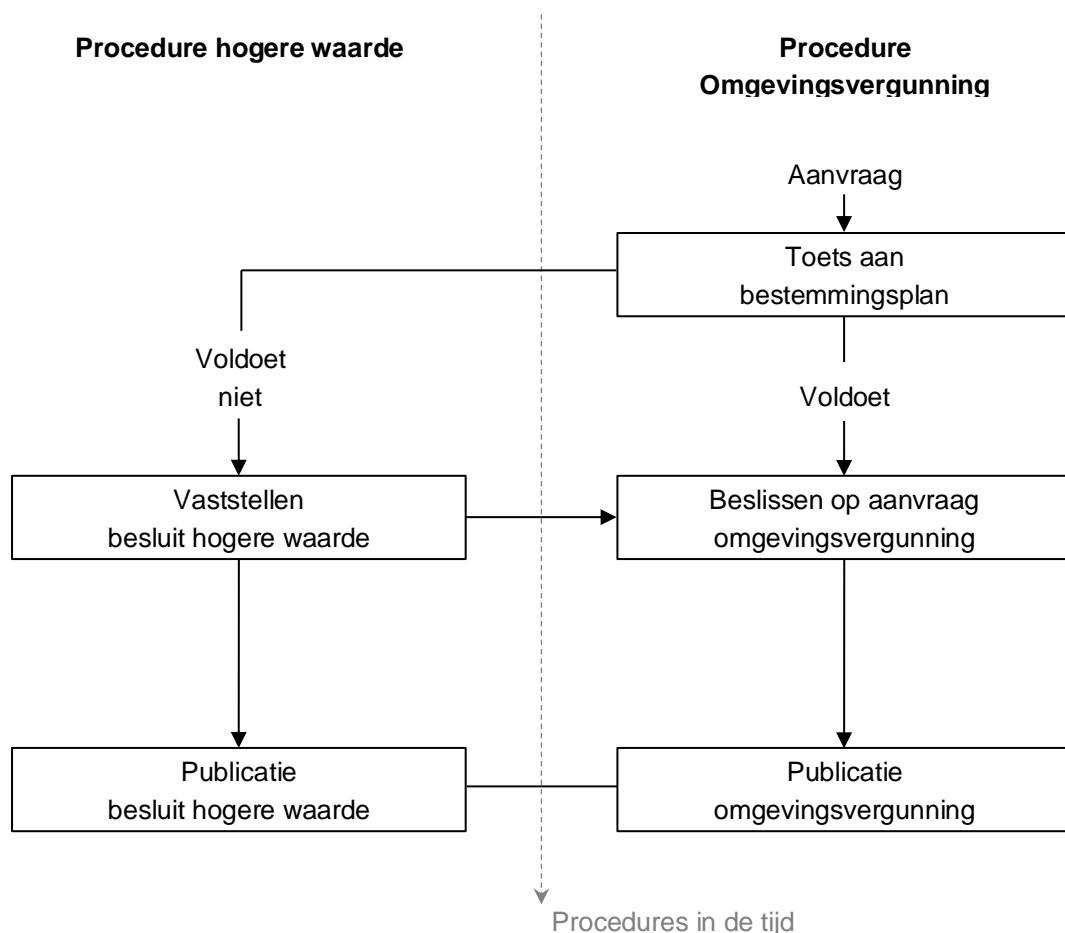 Procedure hogere waarde
Procedure
Omgevingsvergunning
Aanvraag
Toets aan
bestemmingsplan
Voldoet
niet
Voldoet
Vaststellen
besluit hogere waarde
Beslissen op aanvraag
omgevingsvergunning
Publicatie
besluit hogere waarde
Publicatie
omgevingsvergunning
Procedures in de tijd